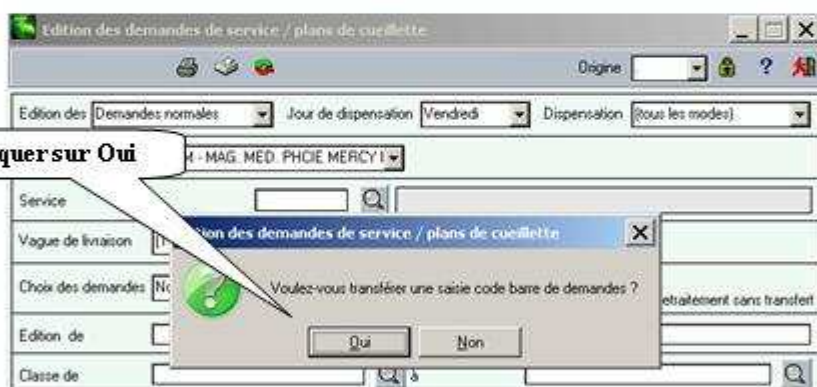 Edition des demandes de service / plans de cueillette
Origine
?
Edition des Demandes normales Jour de dispensation Vendredi Dispensation (tous les modes)
quer sur Oui
M - MAG. MED. PHCIE MERCY
Service
Vague de livraison
tion des demandes de service / plans de cueillette
Choix des demandes
Voulez-vous transférer une saisie code barre de demandes ?
etraitement sans transfert
Edition de
Oui Non
Classe de à